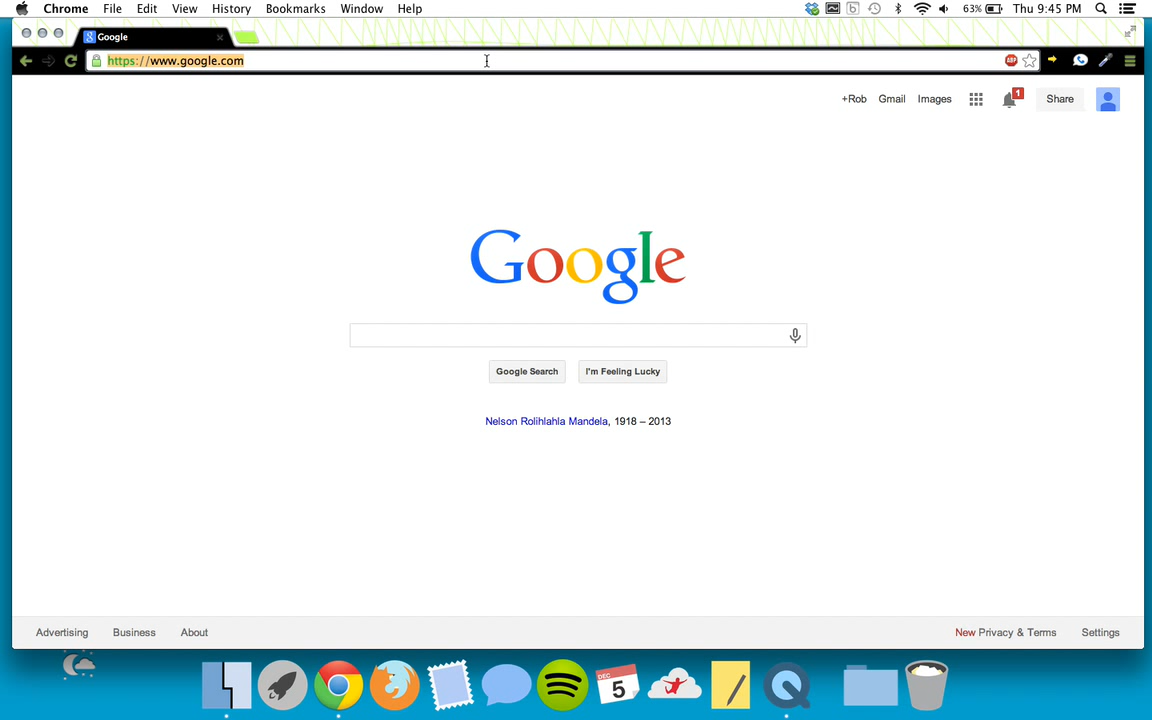 Chrome File Edit View History Bookmarks Window Help 63% Thu 9:45 PM
Google
https://www.google.com ABP
+Rob Gmail Images 1 Share
Google
Google Search I'm Feeling Lucky
Nelson Rolihlahla Mandela, 1918 – 2013
Advertising Business About New Privacy & Terms Settings
DEC
5